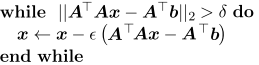 while ||A⊤Ax − A⊤b||₂ > δ do
x ← x − ϵ (A⊤Ax − A⊤b)
end while